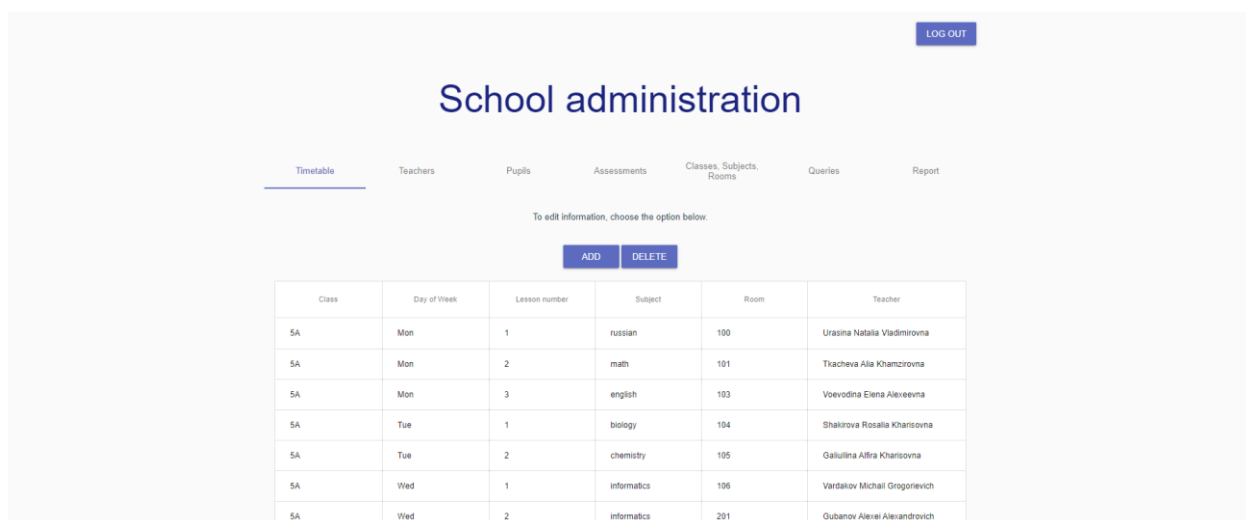 LOG OUT
School administration
Timetable Teachers Pupils Assessments Classes, Subjects, Rooms Queries Report
To edit information, choose the option below.
ADD DELETE
Class Day of Week Lesson number Subject Room Teacher
5A Mon 1 russian 100 Urasina Natalia Vladimirovna
5A Mon 2 math 101 Tkacheva Alia Khamzirovna
5A Mon 3 english 103 Voevodina Elena Alexeevna
5A Tue 1 biology 104 Shakirova Rosalia Kharisovna
5A Tue 2 chemistry 105 Galiullina Alfira Kharisovna
5A Wed 1 informatics 106 Vardakov Michail Grogorievich
5A Wed 2 informatics 201 Gubanov Alexei Alexandrovich